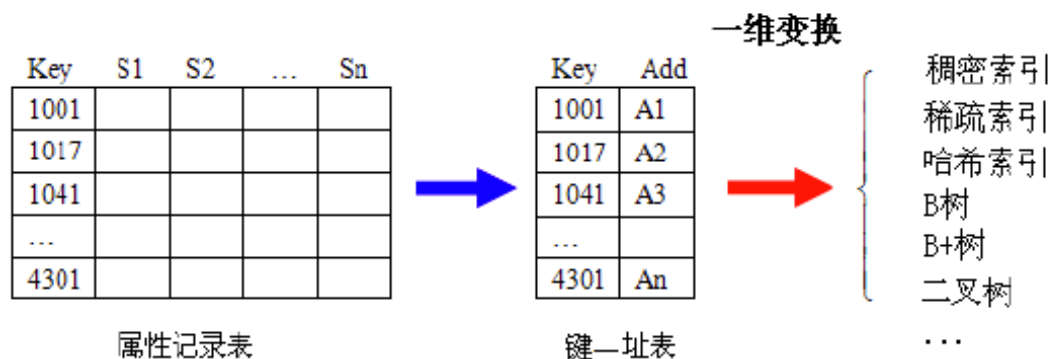 一维变换
Key S1 S2 … Sn
1001
1017
1041
…
4301
属性记录表
Key Add
1001 A1
1017 A2
1041 A3
…
4301 An
键—址表
稠密索引
稀疏索引
哈希索引
B树
B+树
二叉树
…